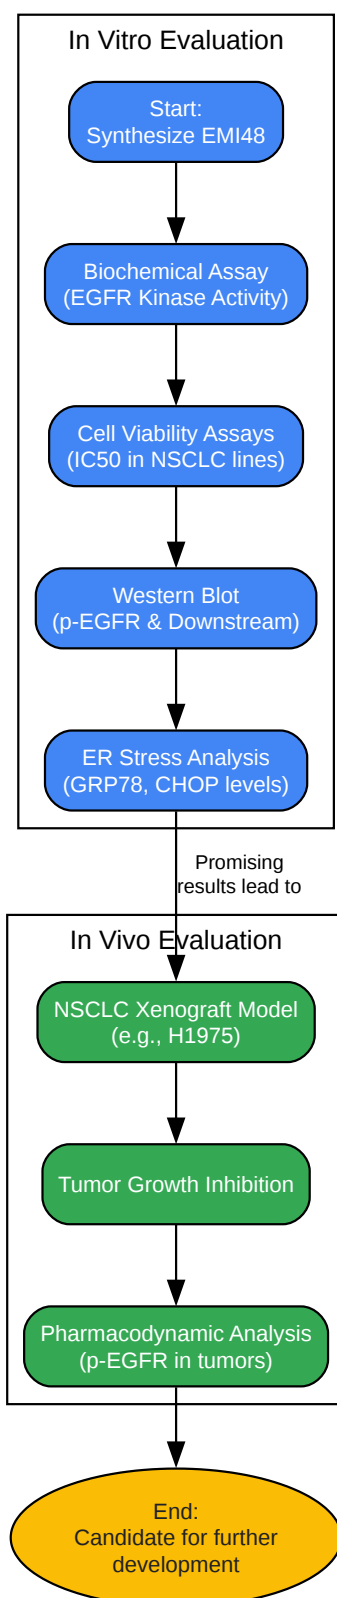 In Vitro Evaluation
Start:
Synthesize EMI48
Biochemical Assay
(EGFR Kinase Activity)
Cell Viability Assays
(IC50 in NSCLC lines)
Western Blot
(p-EGFR & Downstream)
ER Stress Analysis
(GRP78, CHOP levels)
Promising
results lead to
In Vivo Evaluation
NSCLC Xenograft Model
(e.g., H1975)
Tumor Growth Inhibition
Pharmacodynamic Analysis
(p-EGFR in tumors)
End:
Candidate for further
development